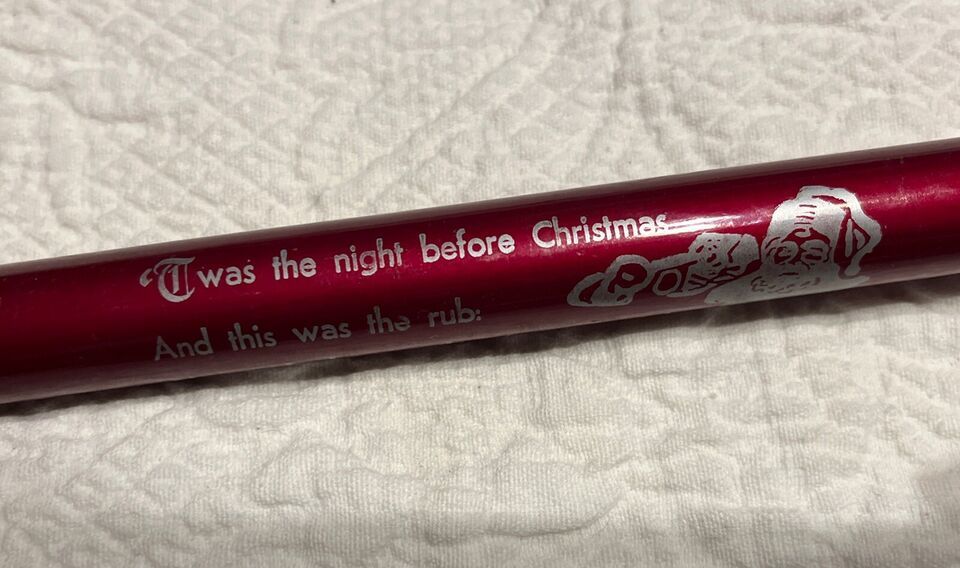 ‘Twas the night before Christmas
And this was the rub: